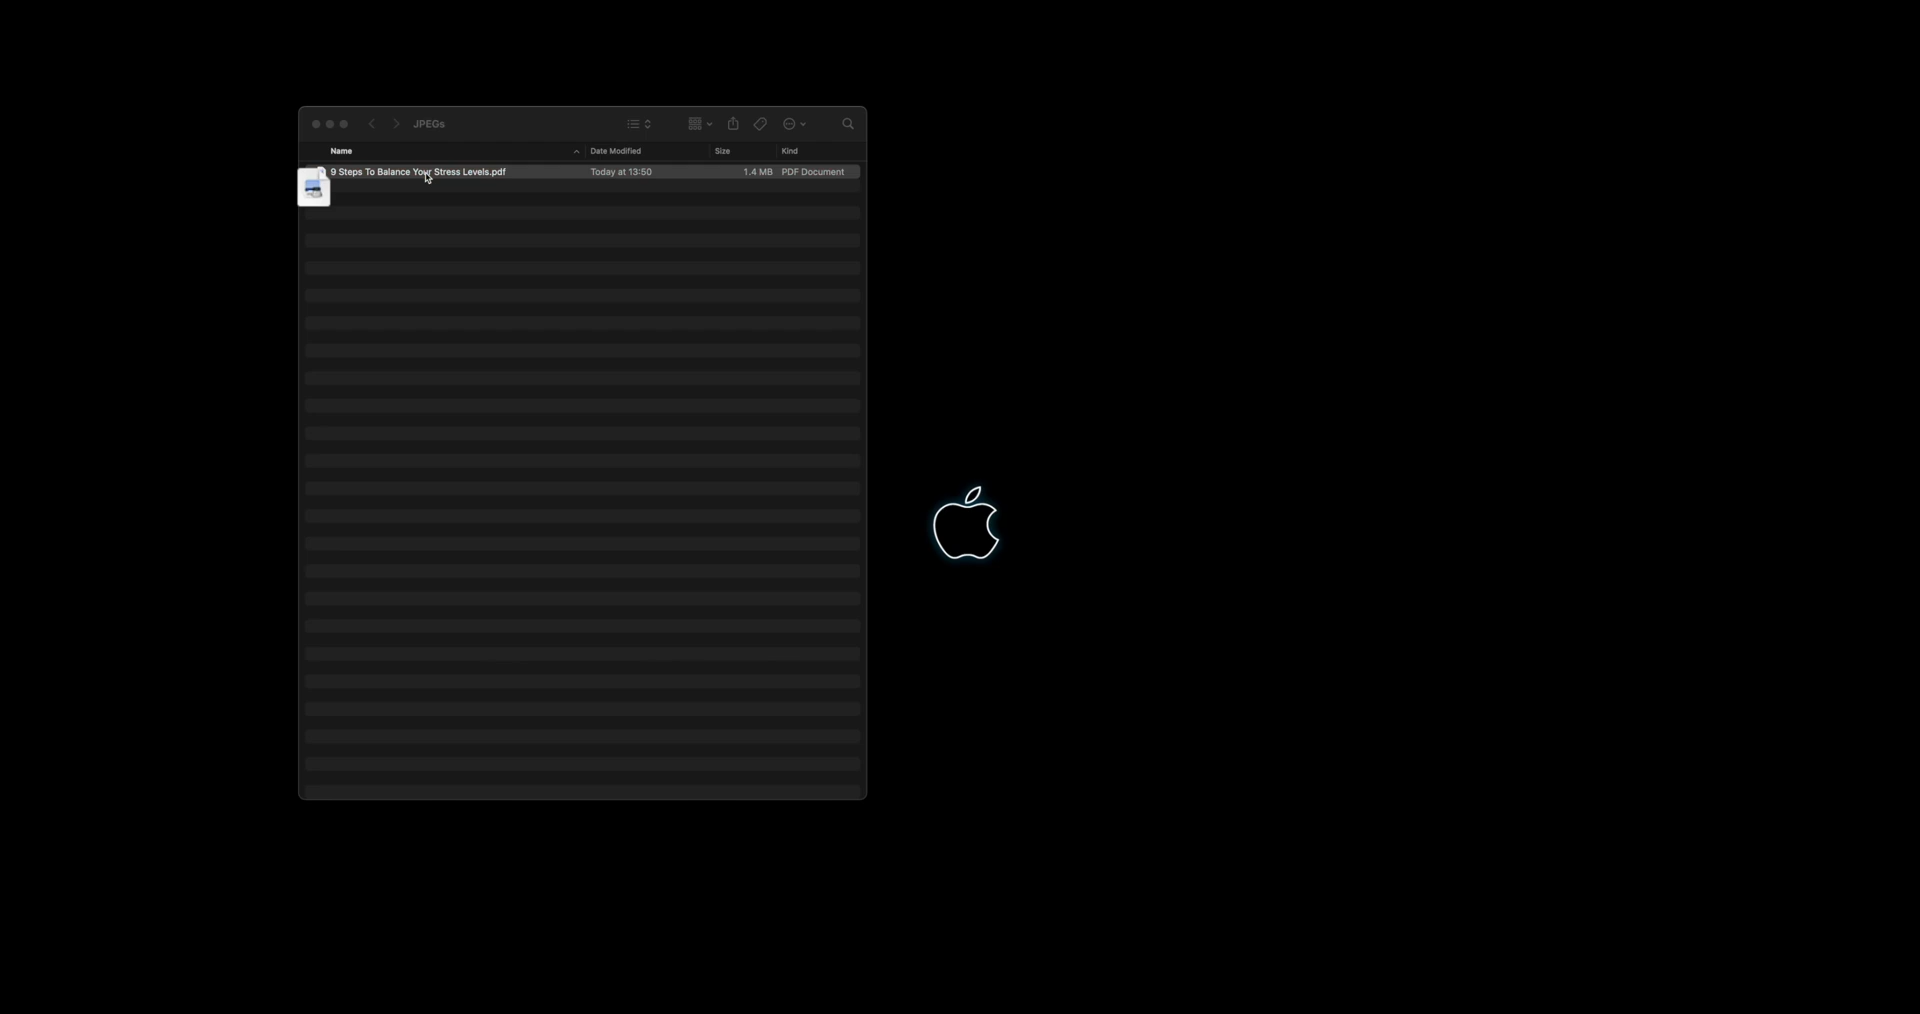 JPEGs
Name Date Modified Size Kind
9 Steps To Balance Your Stress Levels.pdf Today at 13:50 1.4 MB PDF Document